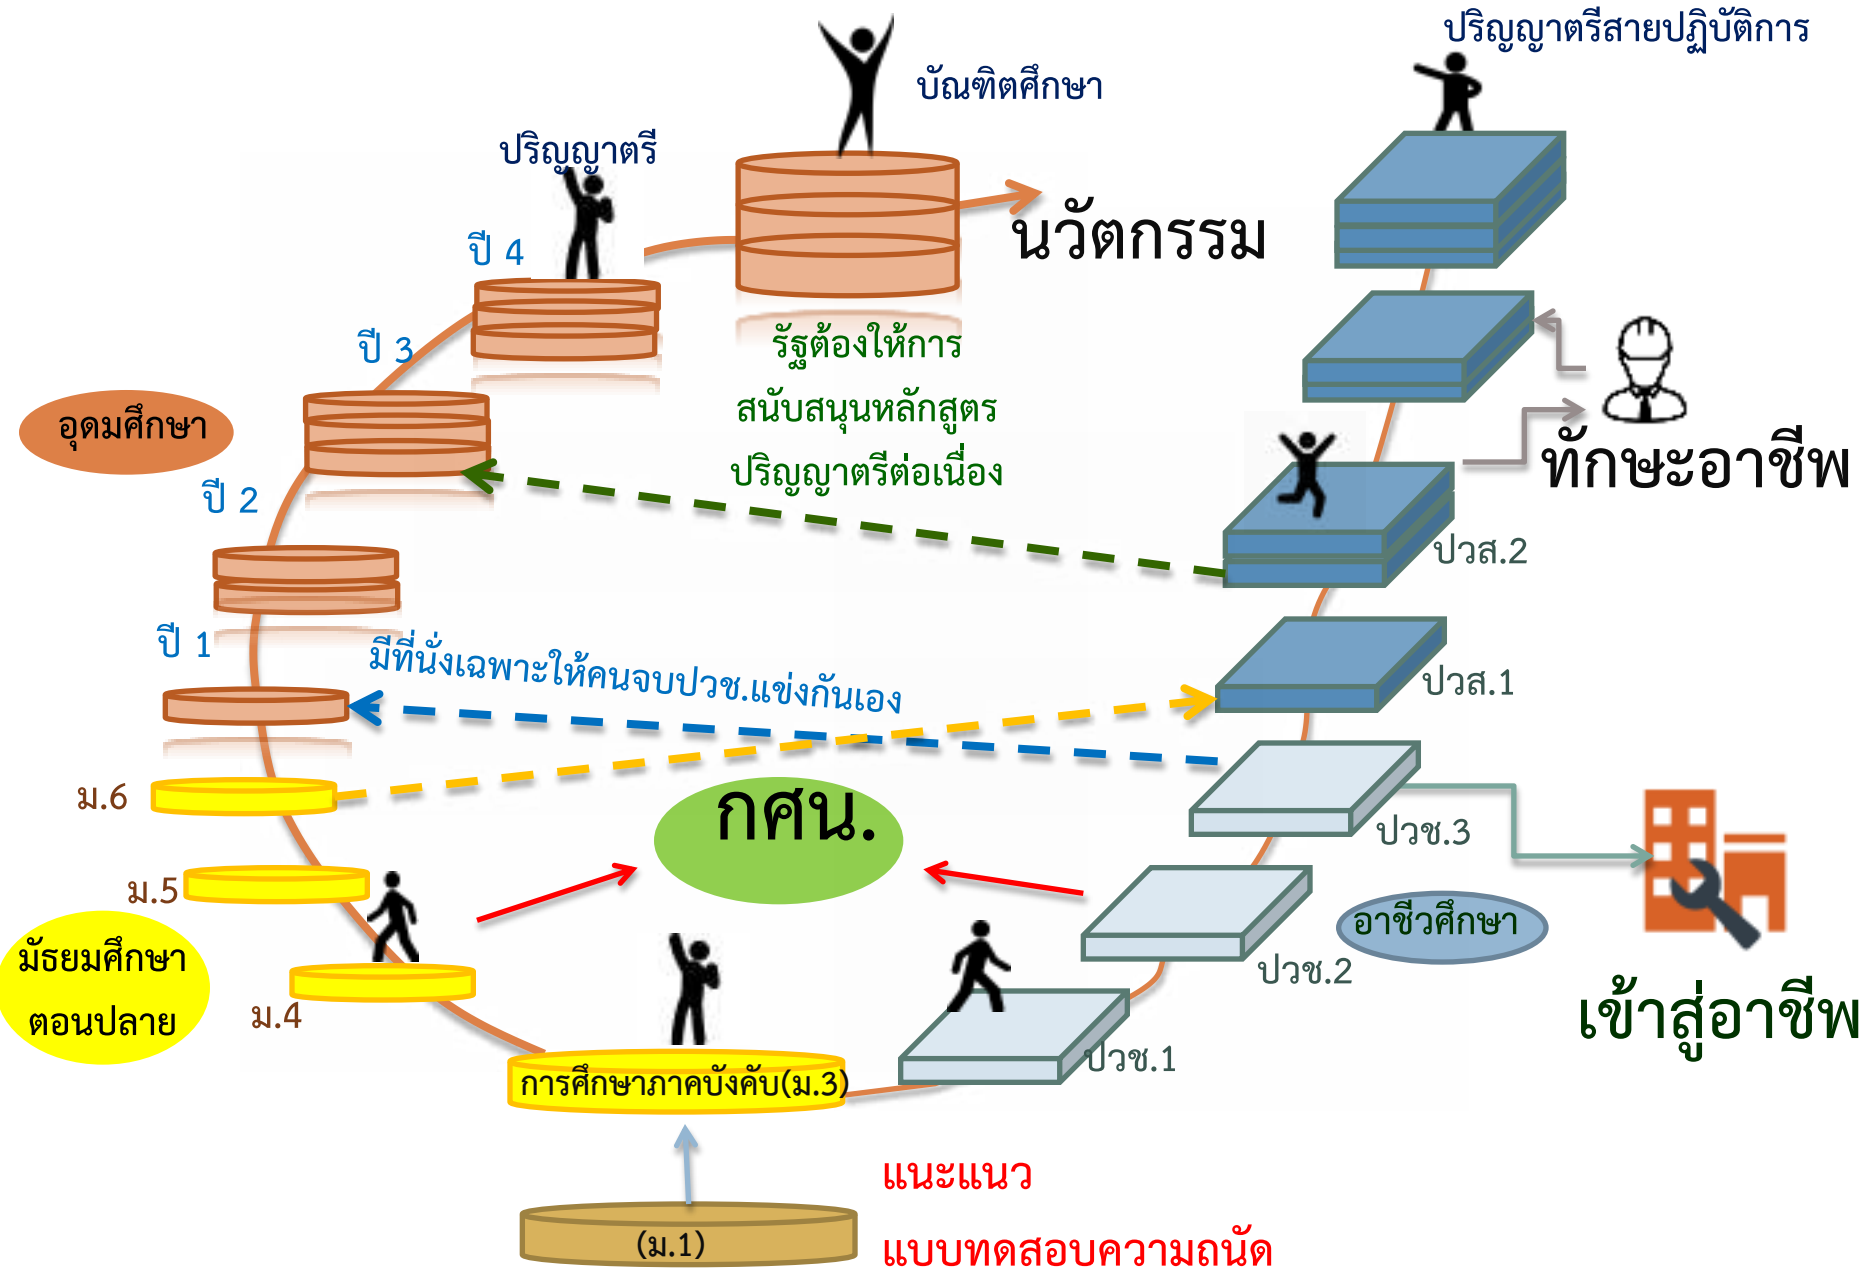 ปริญญาตรีสายปฏิบัติการ
บัณฑิตศึกษา
ปริญญาตรี
นวัตกรรม
ปี 4
ปี 3
รัฐต้องให้การ
สนับสนุนหลักสูตร
ปริญญาตรีต่อเนื่อง
อุดมศึกษา
ทักษะอาชีพ
ปี 2
ปวส.2
ปี 1
มีที่นั่งเฉพาะให้คนจบปวช.แข่งกันเอง
ปวส.1
ม.6
กศน.
ปวช.3
ม.5
อาชีวศึกษา
มัธยมศึกษา
ตอนปลาย
ปวช.2
ม.4
เข้าสู่อาชีพ
ปวช.1
การศึกษาภาคบังคับ(ม.3)
แนะแนว
(ม.1)
แบบทดสอบความถนัด